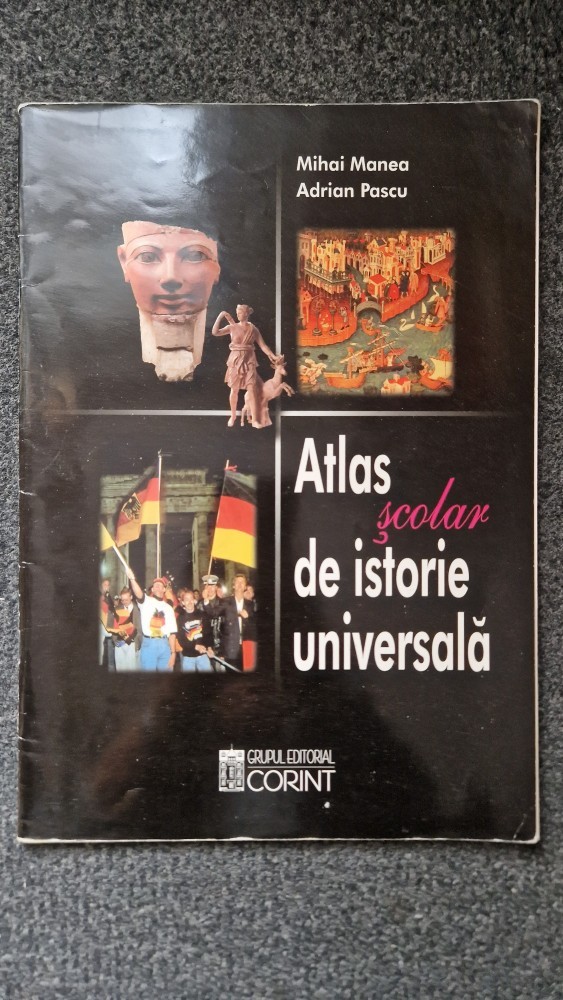 Mihai Manea
Adrian Pascu
Atlas
școlar
de istorie
universală
GRUPUL EDITORIAL
CORINT